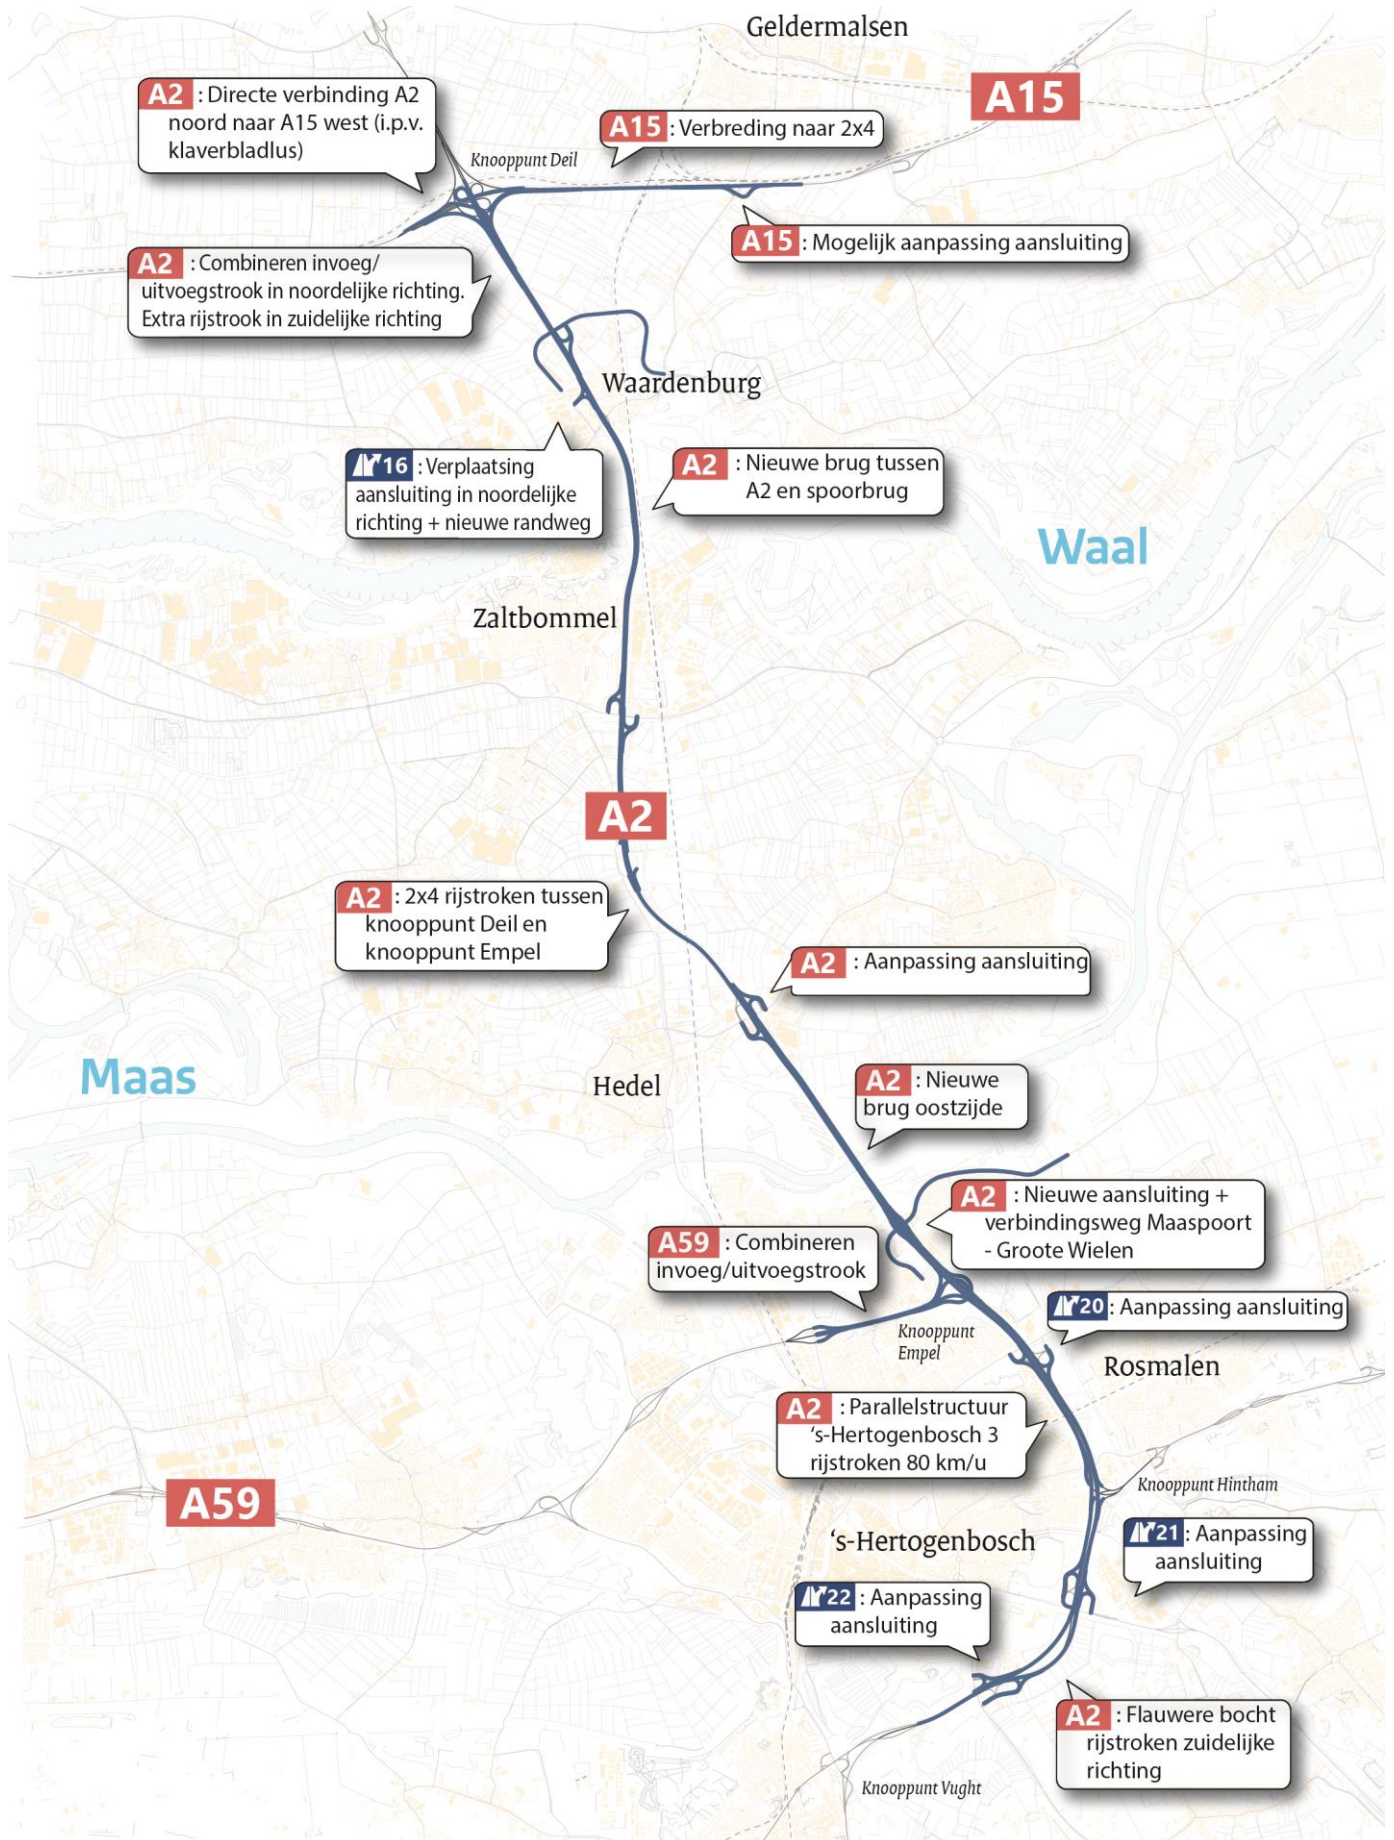 Geldermalsen
A2 : Directe verbinding A2
noord naar A15 west (i.p.v.
klaverbladlus)
A15
A15 : Verbreding naar 2x4
Knooppunt Deil
A15 : Mogelijk aanpassing aansluiting
A2 : Combineren invoeg/
uitvoegstrook in noordelijke richting.
Extra rijstrook in zuidelijke richting
Waardenburg
16 : Verplaatsing
aansluiting in noordelijke
richting + nieuwe randweg
A2 : Nieuwe brug tussen
A2 en spoorbrug
Waal
Zaltbommel
A2
A2 : 2x4 rijstroken tussen
knooppunt Deil en
knooppunt Empel
A2 : Aanpassing aansluiting
Maas
Hedel
A2 : Nieuwe
brug oostzijde
A2 : Nieuwe aansluiting +
verbindingsweg Maaspoort
- Groote Wielen
A59 : Combineren
invoeg/uitvoegstrook
20 : Aanpassing aansluiting
Knooppunt
Empel
Rosmalen
A2 : Parallelstructuur
‘s-Hertogenbosch 3
rijstroken 80 km/u
Knooppunt Hintham
A59
21 : Aanpassing
aansluiting
‘s-Hertogenbosch
22 : Aanpassing
aansluiting
A2 : Flauwere bocht
rijstroken zuidelijke
richting
Knooppunt Vught